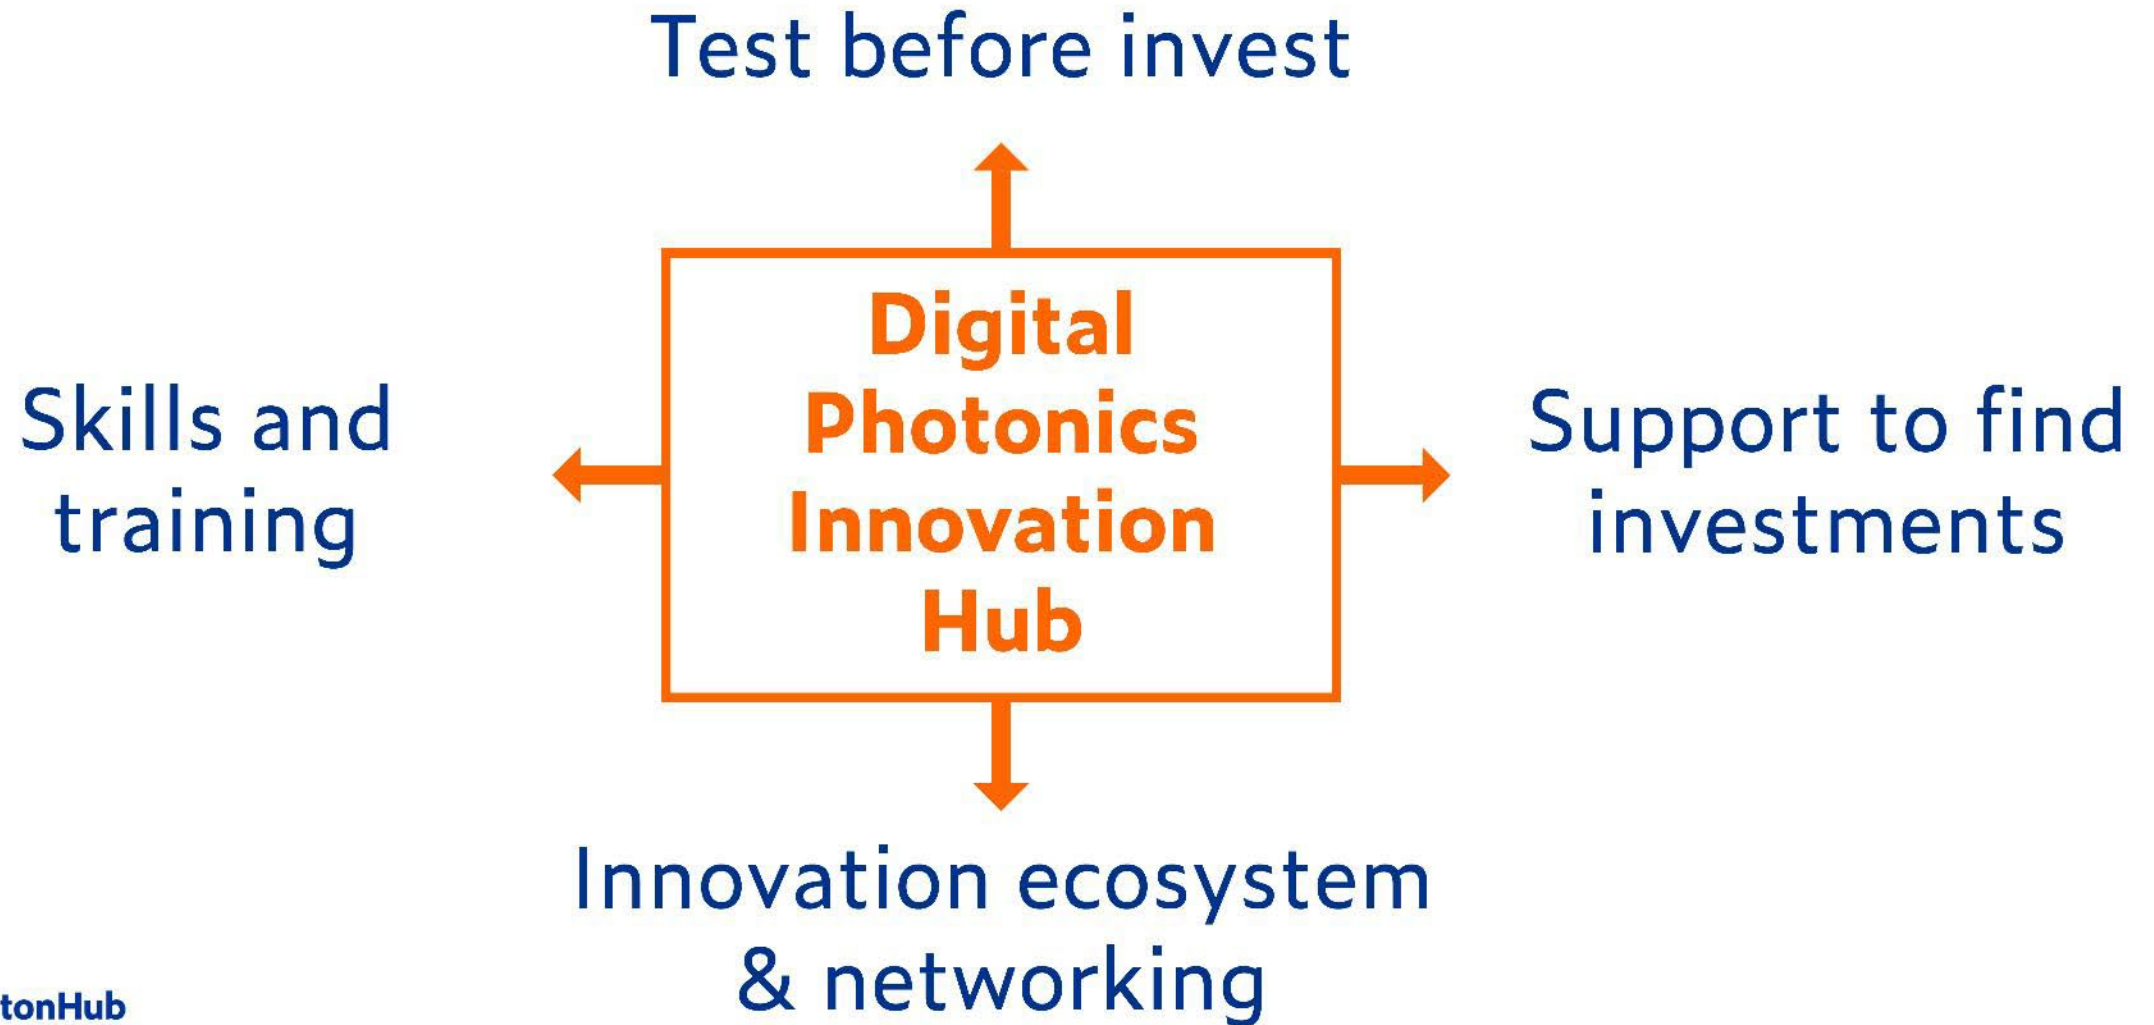 Test before invest
Digital
Photonics
Innovation
Hub
Skills and
training
Support to find
investments
Innovation ecosystem
& networking
tonHub